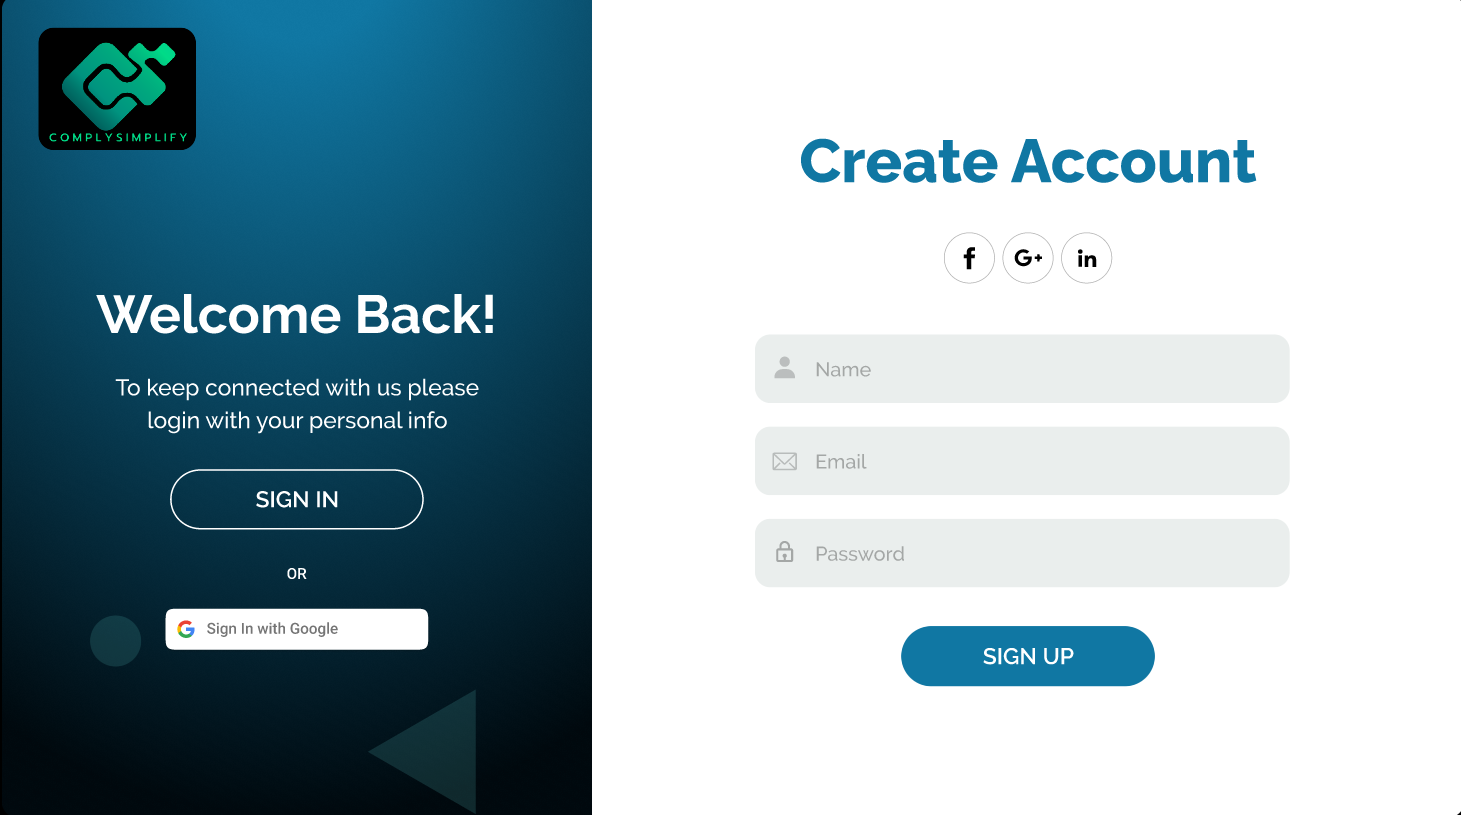 COMPLYSIMPLIFY
Welcome Back!
To keep connected with us please
login with your personal info
SIGN IN
OR
Sign In with Google
Create Account
f
G+
in
Name
Email
Password
SIGN UP